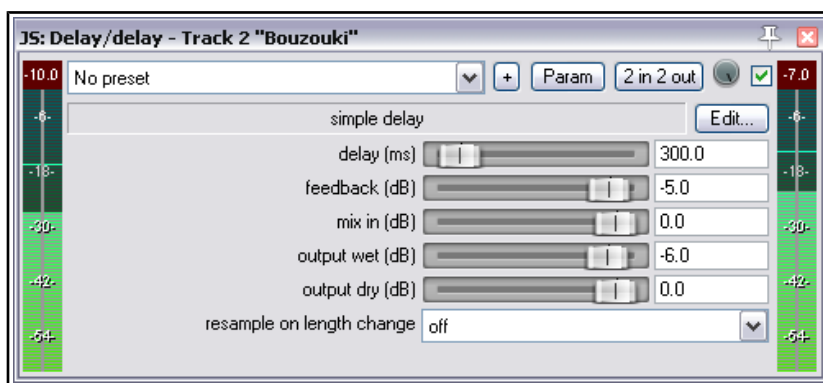 JS: Delay/delay - Track 2 "Bouzouki"
-10.0 No preset + Param 2 in 2 out -7.0
-6- simple delay Edit... -6-
delay (ms) 300.0
-18- -18-
feedback (dB) -5.0
-30- mix in (dB) 0.0 -30-
output wet (dB) -6.0
-42- output dry (dB) 0.0 -42-
resample on length change off
-54- -54-